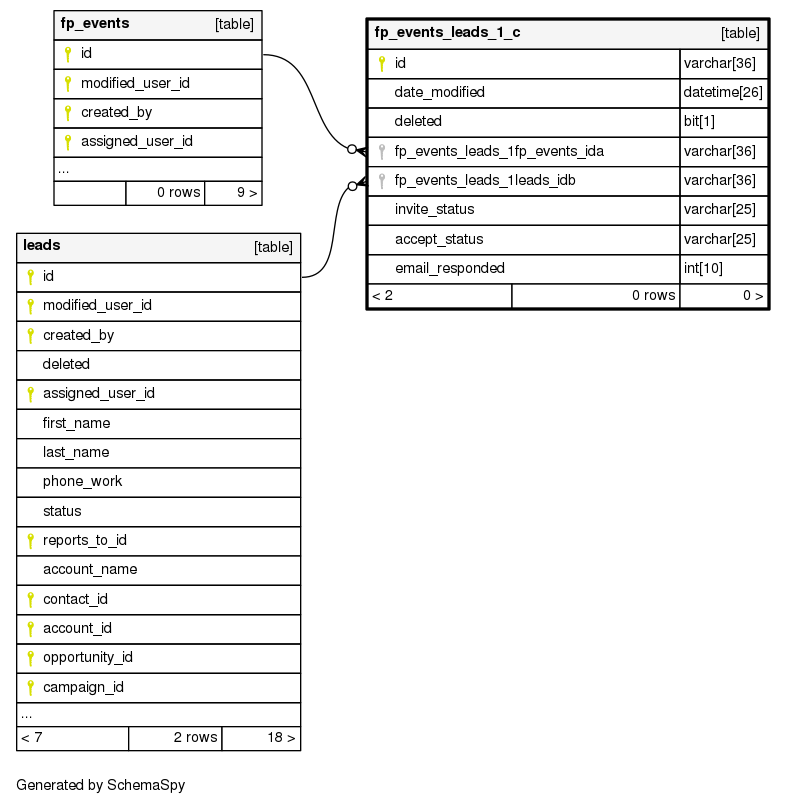 fp_events [table]
id
modified_user_id
created_by
assigned_user_id
...
0 rows 9 >
fp_events_leads_1_c [table]
id varchar[36]
date_modified datetime[26]
deleted bit[1]
fp_events_leads_1fp_events_ida varchar[36]
fp_events_leads_1leads_idb varchar[36]
invite_status varchar[25]
accept_status varchar[25]
email_responded int[10]
< 2 0 rows 0 >
leads [table]
id
modified_user_id
created_by
deleted
assigned_user_id
first_name
last_name
phone_work
status
reports_to_id
account_name
contact_id
account_id
opportunity_id
campaign_id
...
< 7 2 rows 18 >
Generated by SchemaSpy